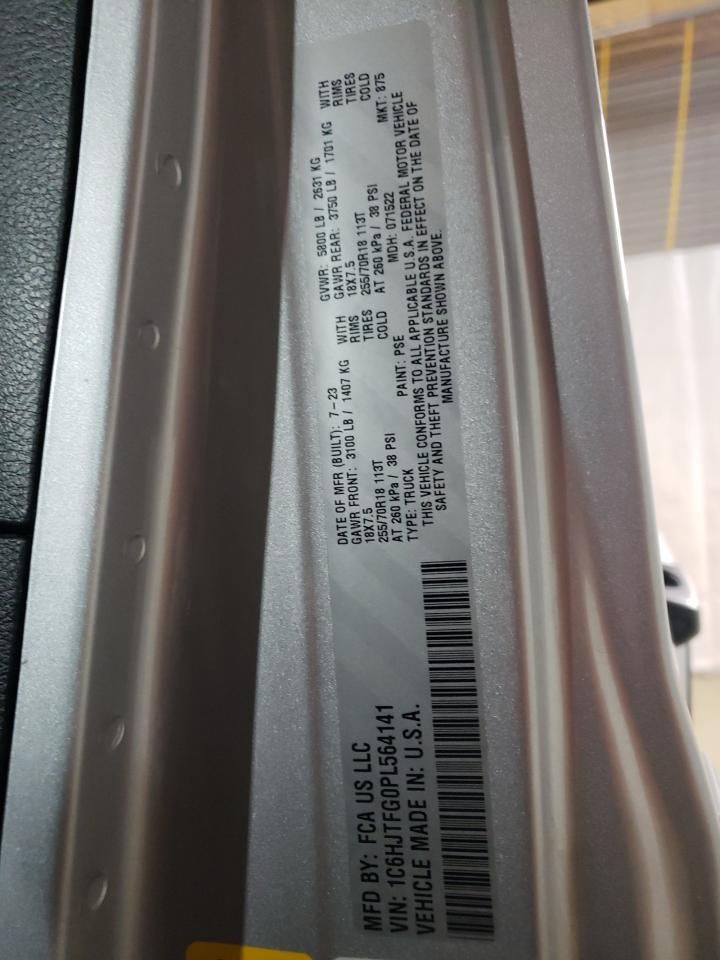 MFD BY: FCA US LLC
VIN: 1C6HJTFG0PL564141
VEHICLE MADE IN: U.S.A.
DATE OF MFR (BUILT): 7-23 GVWR: 5800 LB / 2631 KG
GAWR FRONT: 3100 LB / 1407 KG WITH GAWR REAR: 3750 LB / 1701 KG WITH
18X7.5 RIMS 18X7.5 RIMS
255/70R18 113T TIRES 255/70R18 113T TIRES
AT 260 kPa / 38 PSI COLD AT 260 kPa / 38 PSI COLD
TYPE: TRUCK PAINT: PSE MDH: 071522 MKT: 875
THIS VEHICLE CONFORMS TO ALL APPLICABLE U.S.A. FEDERAL MOTOR VEHICLE
SAFETY AND THEFT PREVENTION STANDARDS IN EFFECT ON THE DATE OF
MANUFACTURE SHOWN ABOVE.